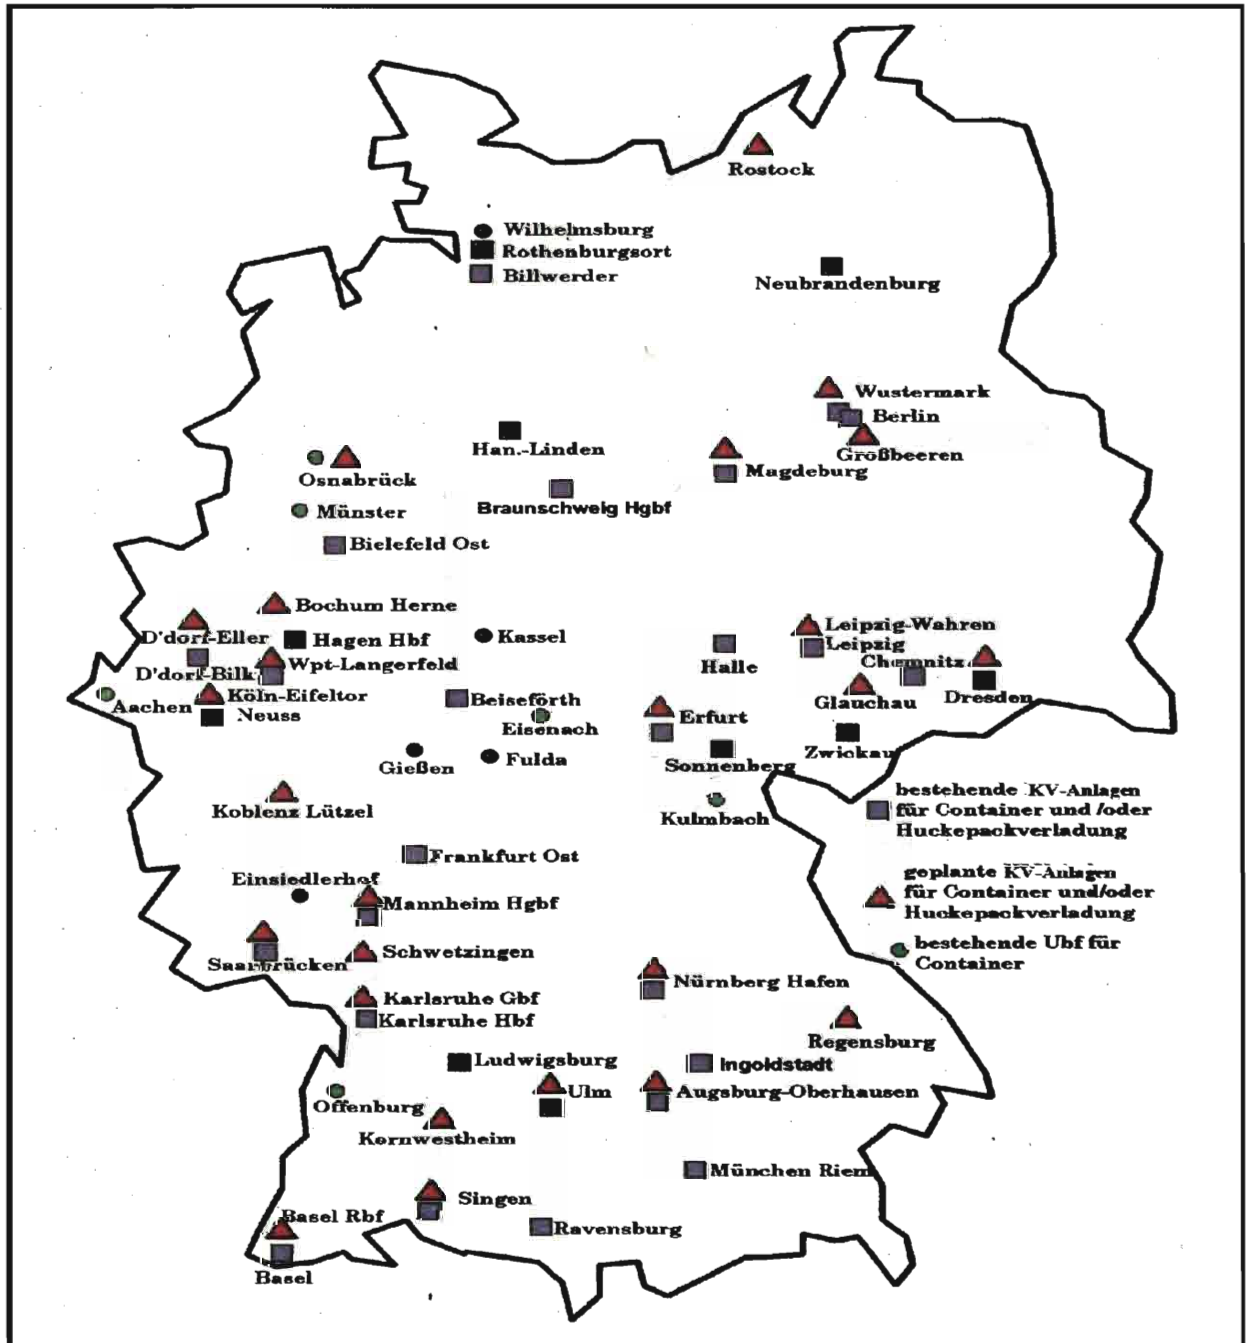 Rostock
Wilhelmsburg
Rothenburgsort
Billwerder
Neubrandenburg
Wustermark
Berlin
Großbeeren
Han.-Linden
Magdeburg
Osnabrück
Braunschweig Hgbf
Münster
Bielefeld Ost
Bochum Herne
D'dorf-Eller
Hagen Hbf
Kassel
Leipzig-Wahren
Leipzig
Halle
Chemnitz
D'dorf-Bilk
Wpt-Langerfeld
Köln-Eifeltor
Aachen
Neuss
Beiseförth
Eisenach
Erfurt
Glauchau
Dresden
Gießen
Fulda
Sonnenberg
Zwickau
Koblenz Lützel
Kulmbach
bestehende KV-Anlagen
für Container und /oder
Huckepackverladung
Frankfurt Ost
Einsiedlerhof
Mannheim Hgbf
geplante KV-Anlagen
für Container und/oder
Huckepackverladung
Saarbrücken
Schwetzingen
bestehende Ubf für
Container
Karlsruhe Gbf
Karlsruhe Hbf
Nürnberg Hafen
Regensburg
Ludwigsburg
Ingoldstadt
Offenburg
Ulm
Augsburg-Oberhausen
Kornwestheim
München Riem
Singen
Basel Rbf
Ravensburg
Basel